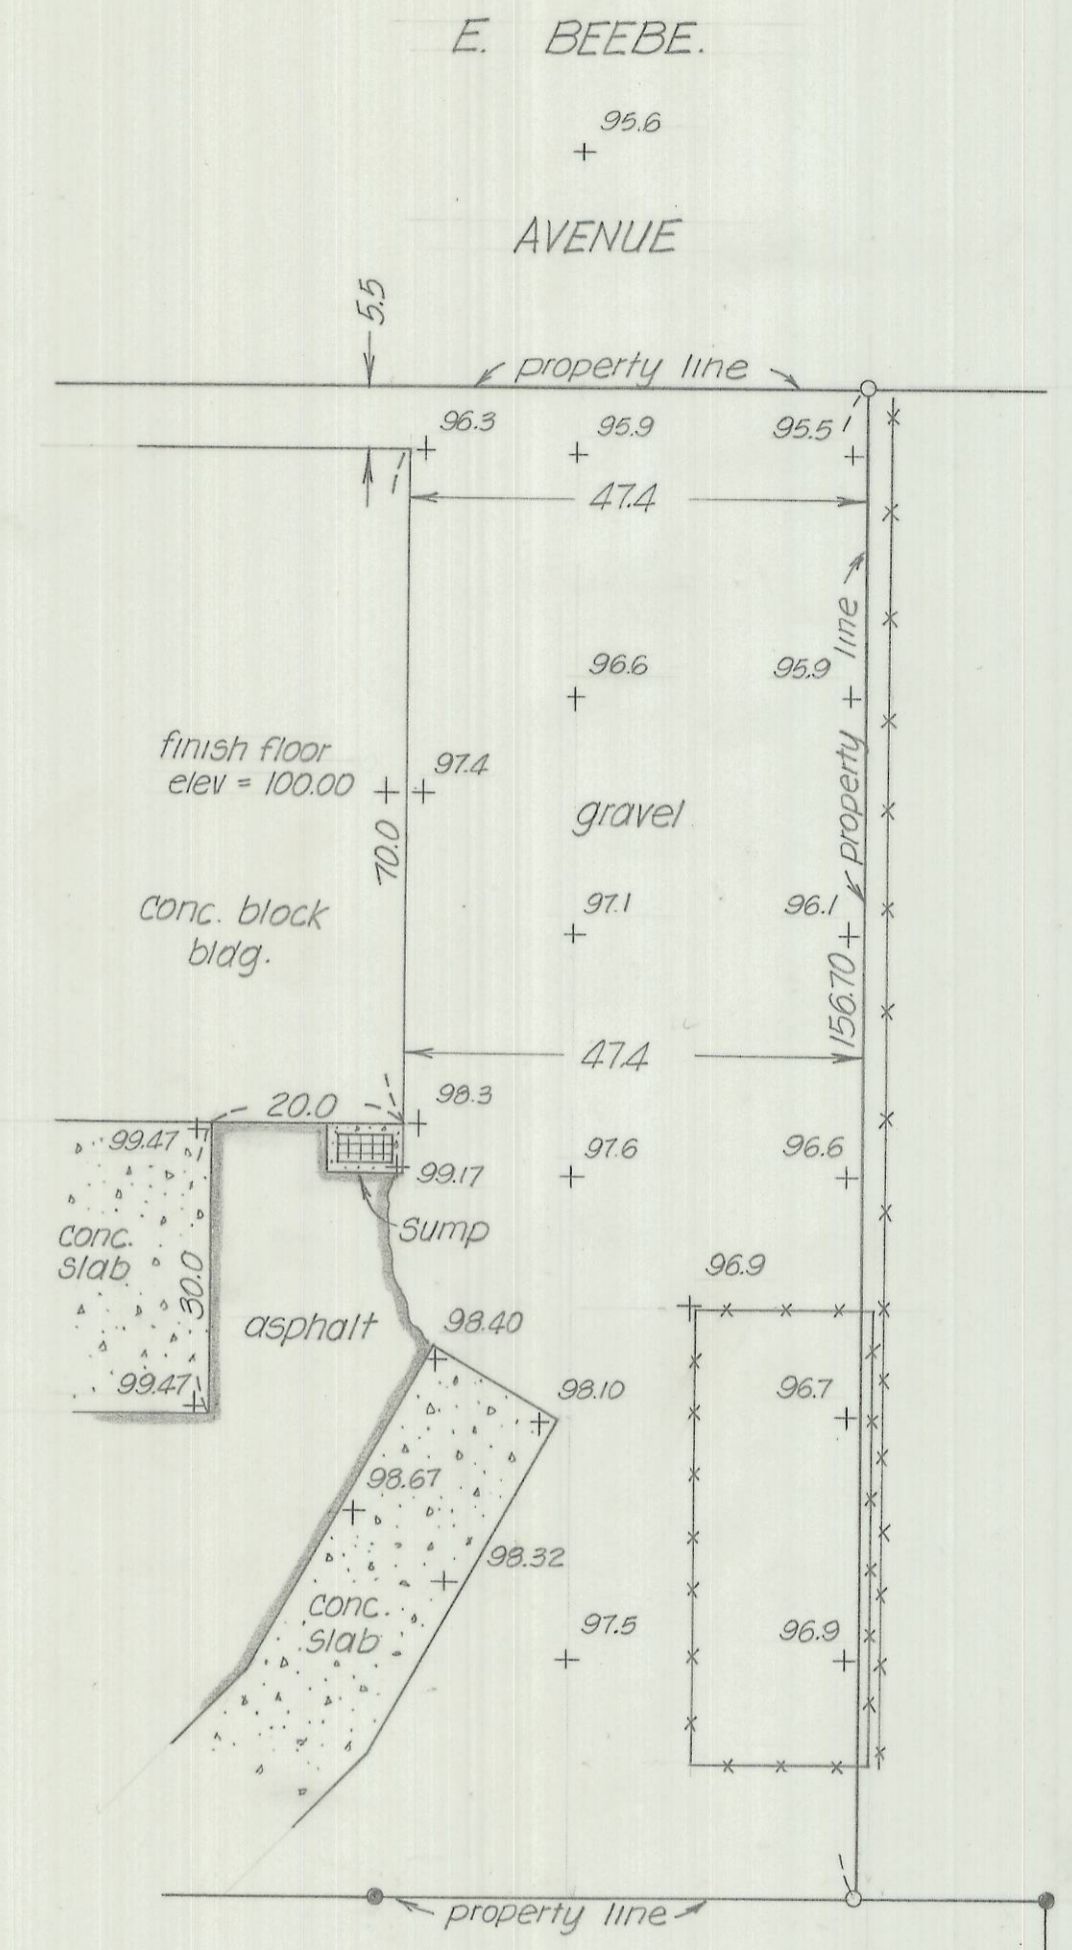 E. BEEBE.
95.6
AVENUE
5.5
property line
96.3
95.9
95.5
47.4
property line
96.6
95.9
finish floor
elev = 100.00
97.4
70.0
gravel
conc. block
bldg.
97.1
96.1
156.70
47.4
20.0
98.3
99.47
99.17
97.6
96.6
sump
conc.
slab
30.0
96.9
asphalt
98.40
99.47
98.10
96.7
98.67
98.32
conc.
slab
97.5
96.9
property line